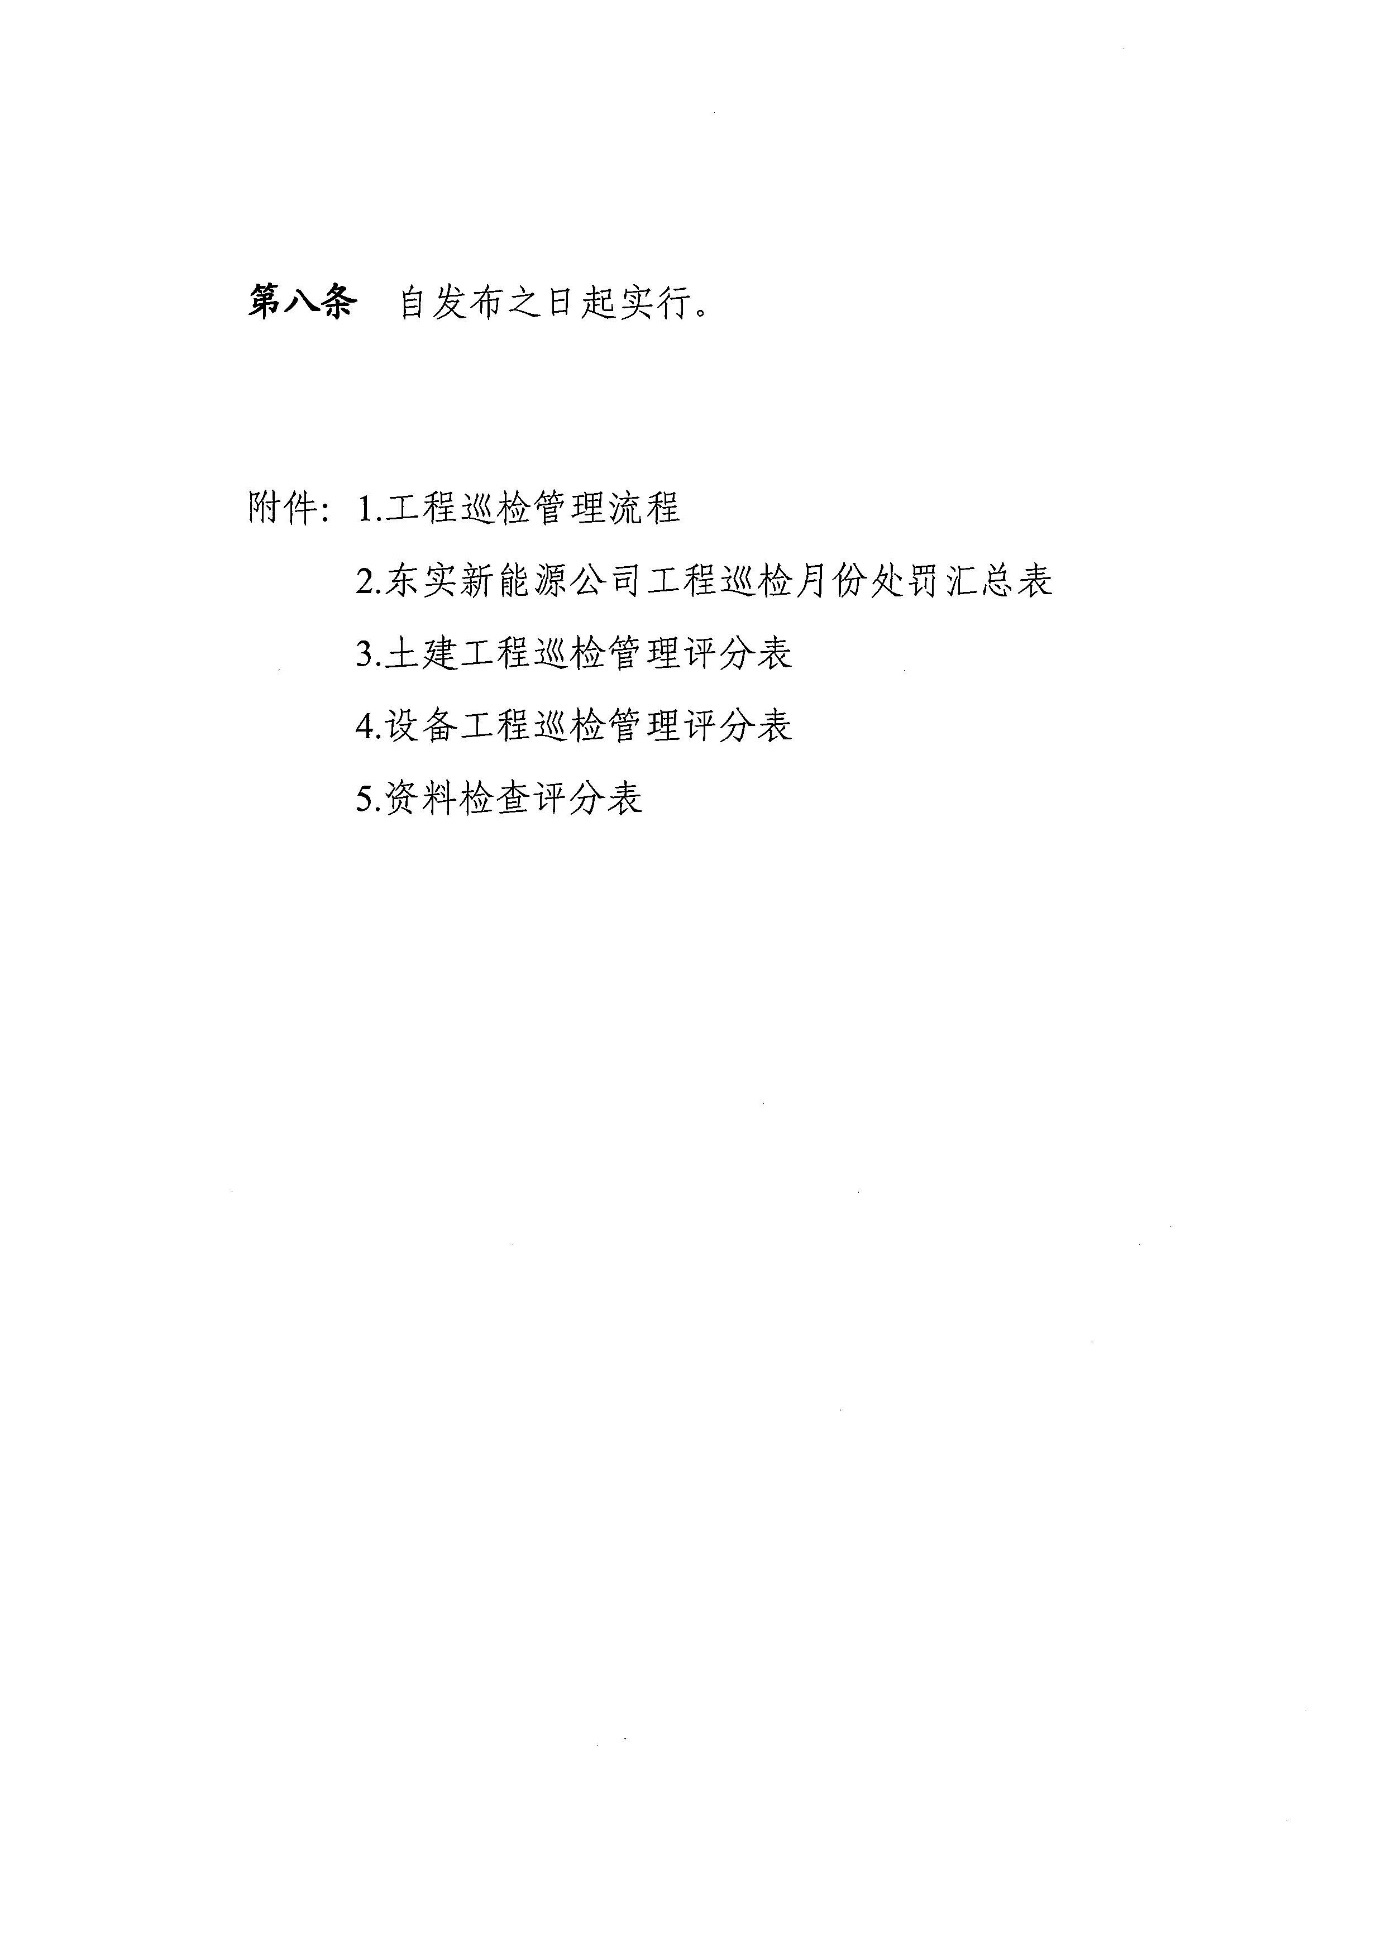 第八条 自发布之日起实行。
附件: 1.工程巡检管理流程
2.东实新能源公司工程巡检月份处罚汇总表
3.土建工程巡检管理评分表
4.设备工程巡检管理评分表
5.资料检查评分表